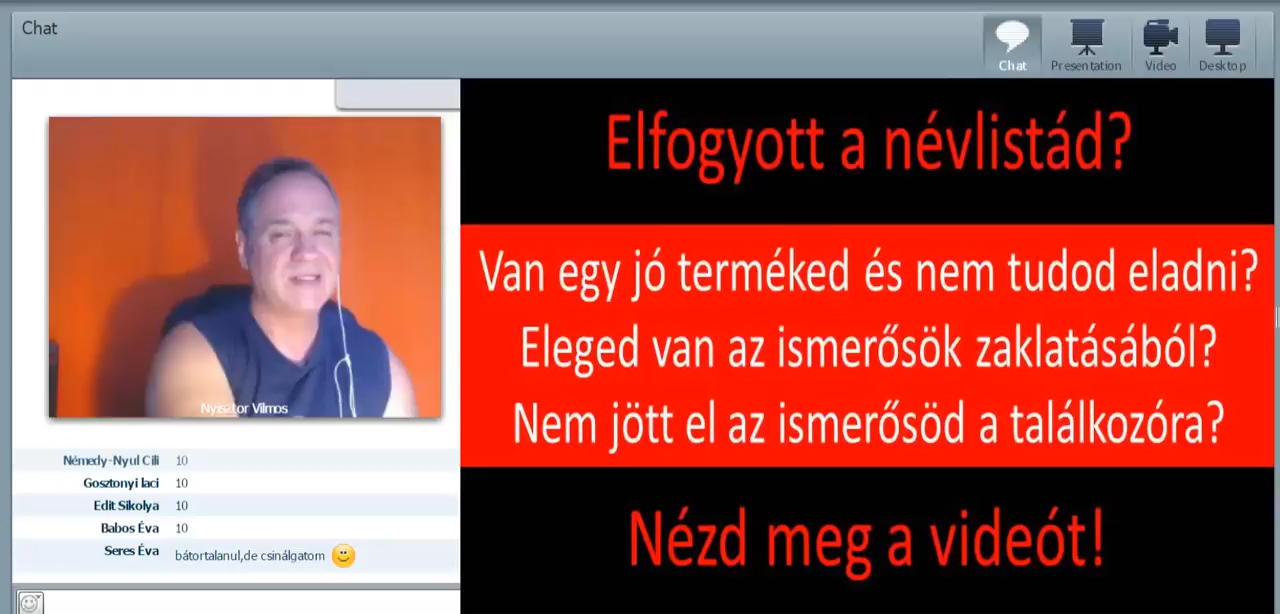 Chat
Chat
Presentation
Video
Desktop
Nyisztor Vilmos
Némedy-Nyul Cili 10
Gosztonyi laci 10
Edit Sikolya 10
Babos Éva 10
Seres Éva bátortalanul,de csinálgatom
Elfogyott a névlistád?
Van egy jó terméked és nem tudod eladni?
Eleged van az ismerősök zaklatásából?
Nem jött el az ismerősöd a találkozóra?
Nézd meg a videót!